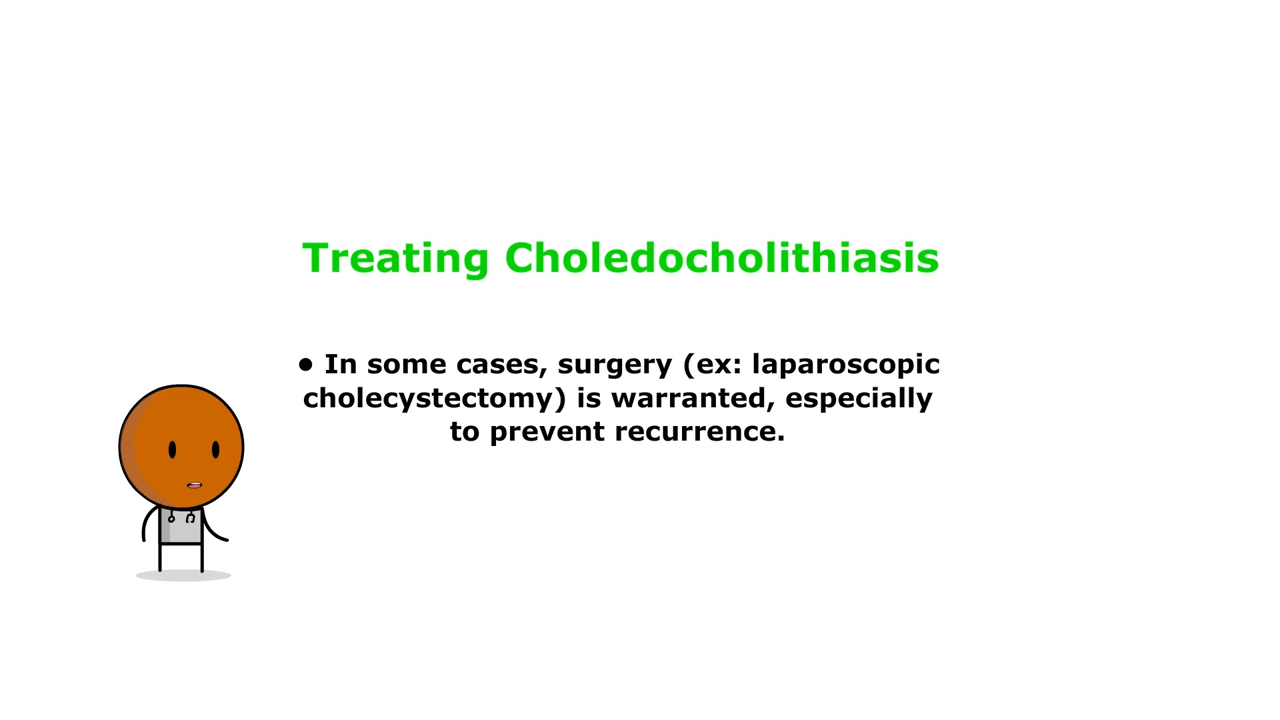 Treating Choledocholithiasis
• In some cases, surgery (ex: laparoscopic
cholecystectomy) is warranted, especially
to prevent recurrence.